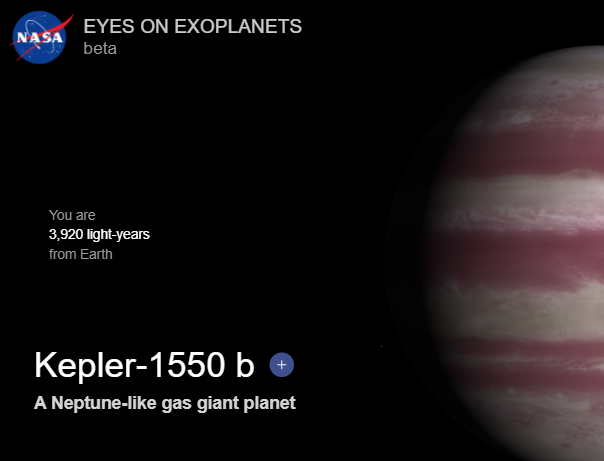 NASA
EYES ON EXOPLANETS
beta
You are
3,920 light-years
from Earth
Kepler-1550 b +
A Neptune-like gas giant planet